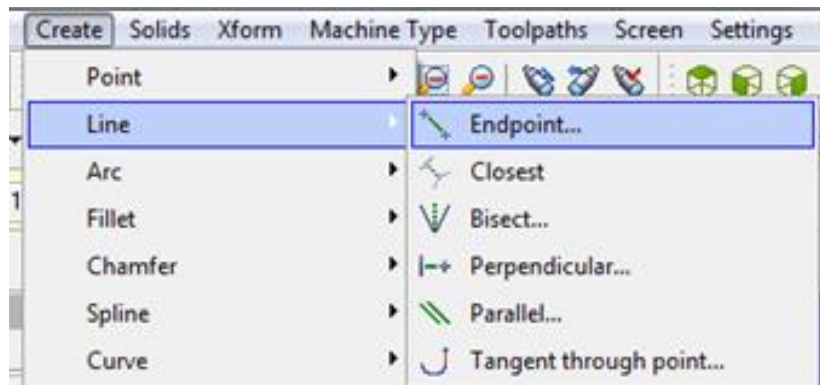 Create Solids Xform Machine Type Toolpaths Screen Settings
Point
Line
Endpoint...
Arc
Closest
1
Fillet
Bisect...
Chamfer
Perpendicular...
Spline
Parallel...
Curve
Tangent through point...